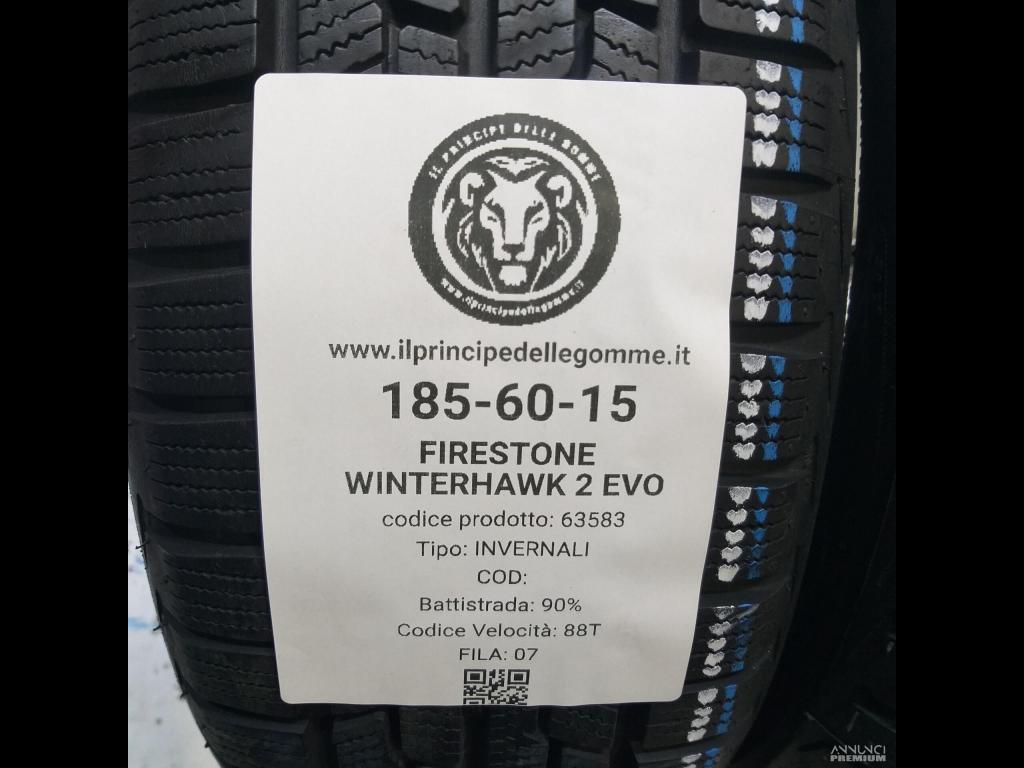 IL PRINCIPE DELLE GOMME
www.ilprincipedellegomme.it
www.ilprincipedellegomme.it
185-60-15
FIRESTONE
WINTERHAWK 2 EVO
codice prodotto: 63583
Tipo: INVERNALI
COD:
Battistrada: 90%
Codice Velocità: 88T
FILA: 07
ANNUNCI
PREMIUM